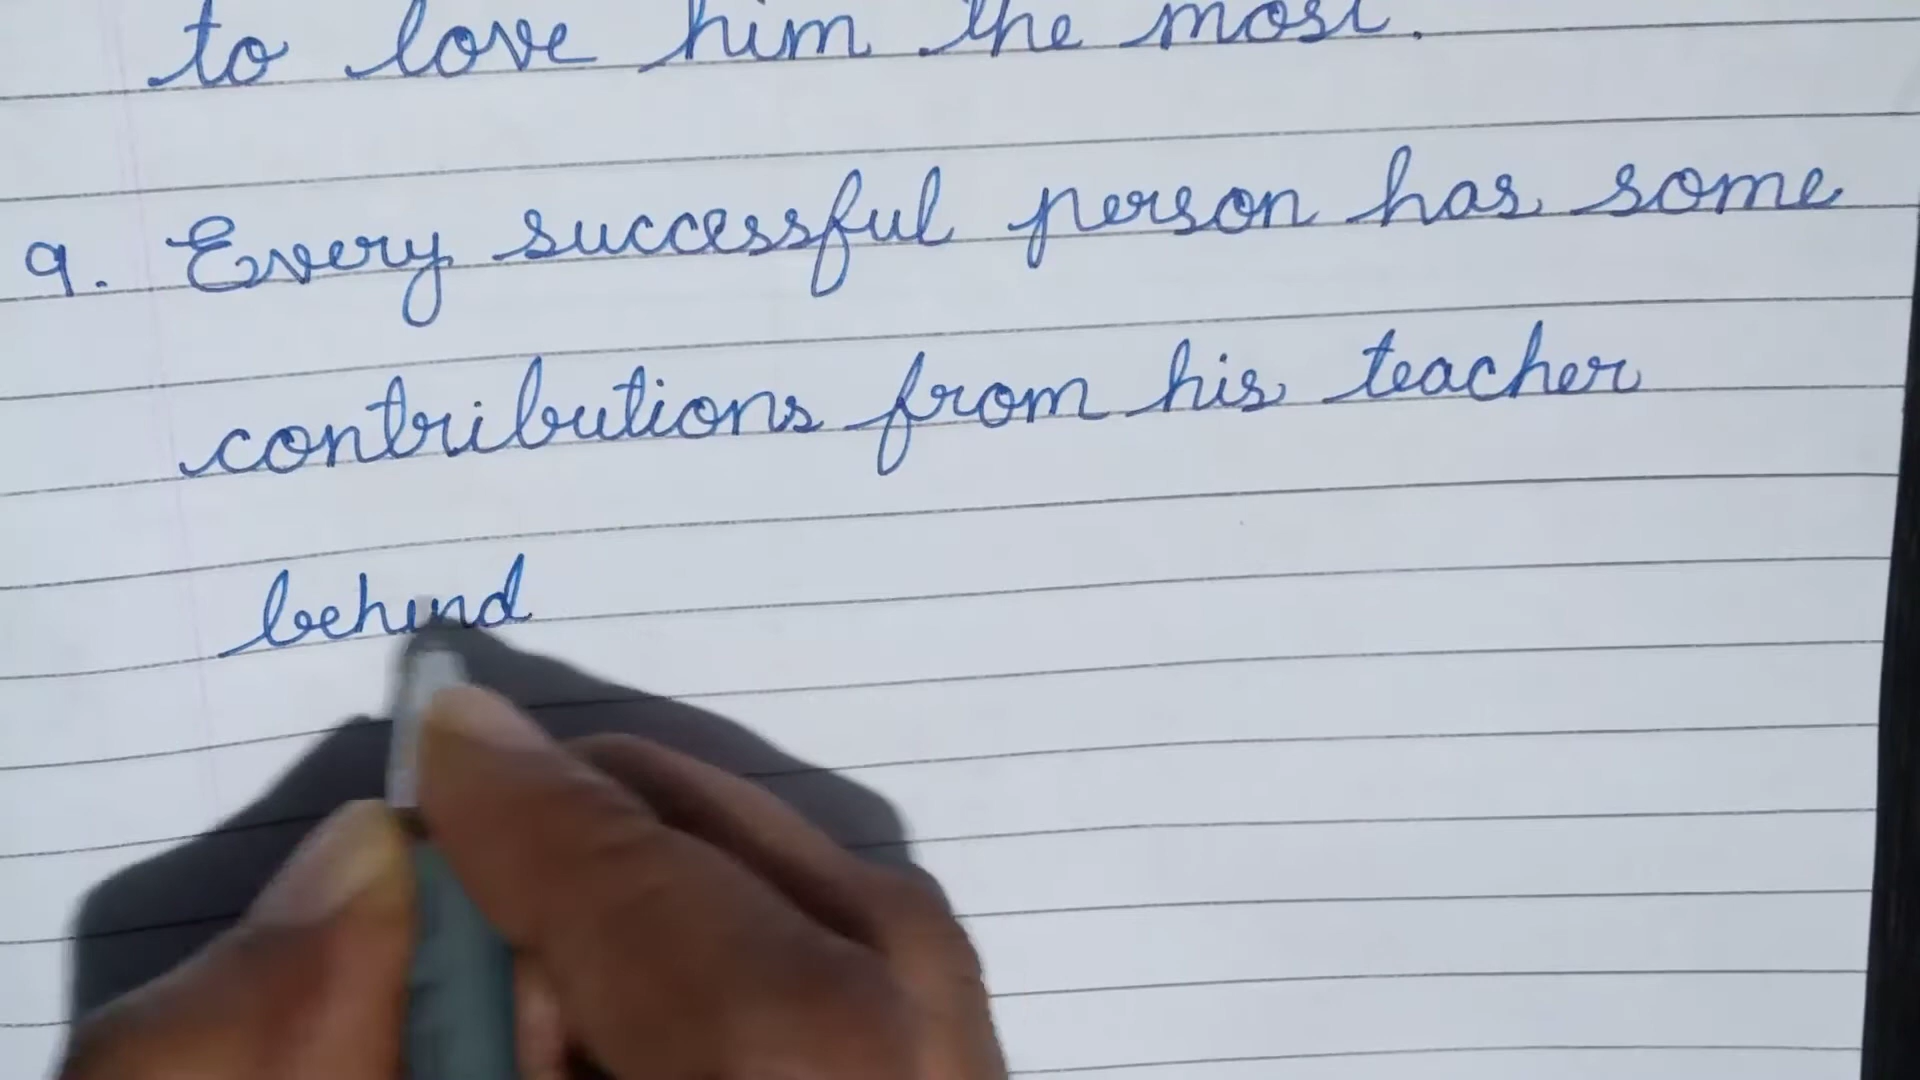 to love him the most.
9. Every successful person has some
contributions from his teacher
behind